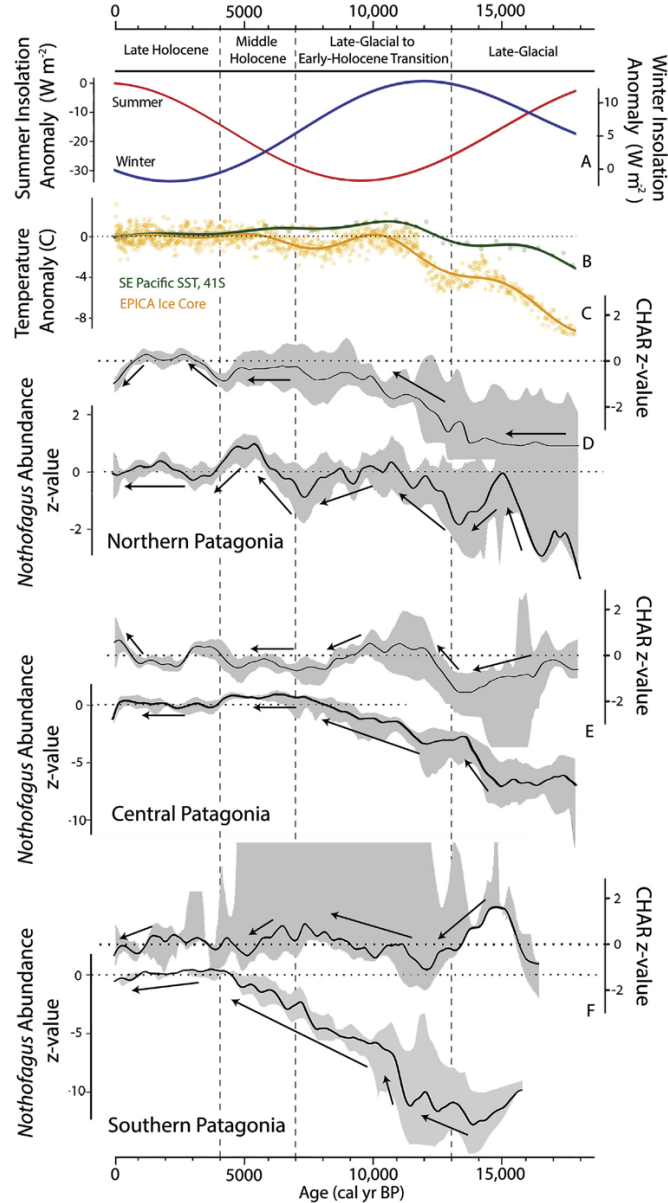 0 5000 10,000 15,000
Late Holocene
Middle
Holocene
Late-Glacial to
Early-Holocene Transition
Late-Glacial
Summer Insolation
Anomaly (W m-2)
0
-10
-20
-30
Summer
Winter
A
10
5
0
Winter Insolation
Anomaly (W m-2)
Temperature
Anomaly (C)
0
-4
-8
SE Pacific SST, 41S
EPICA Ice Core
B
C
2
0
-2
CHAR z-value
D
Nothofagus Abundance
z-value
2
0
-2
Northern Patagonia
2
0
-2
CHAR z-value
E
Nothofagus Abundance
z-value
0
-5
-10
Central Patagonia
2
0
-2
CHAR z-value
F
Nothofagus Abundance
z-value
0
-5
-10
Southern Patagonia
0 5000 10,000 15,000
Age (cal yr BP)